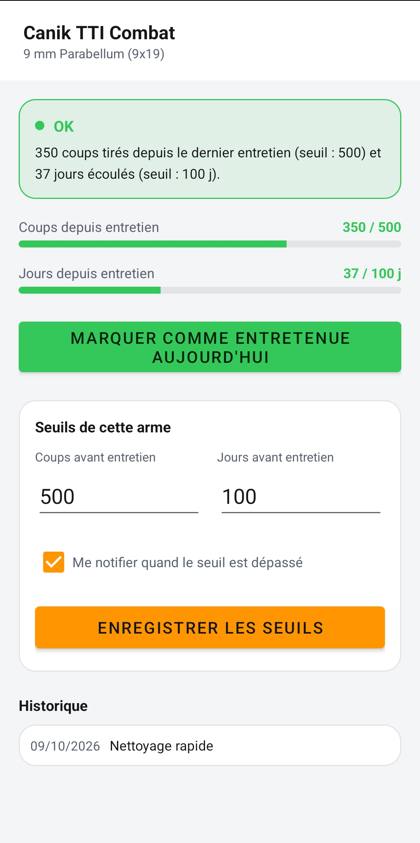 Canik TTI Combat
9 mm Parabellum (9x19)
OK
350 coups tirés depuis le dernier entretien (seuil : 500) et
37 jours écoulés (seuil : 100 j).
Coups depuis entretien 350 / 500
Jours depuis entretien 37 / 100 j
MARQUER COMME ENTRETENUE
AUJOURD'HUI
Seuils de cette arme
Coups avant entretien Jours avant entretien
500 100
Me notifier quand le seuil est dépassé
ENREGISTRER LES SEUILS
Historique
09/10/2026 Nettoyage rapide